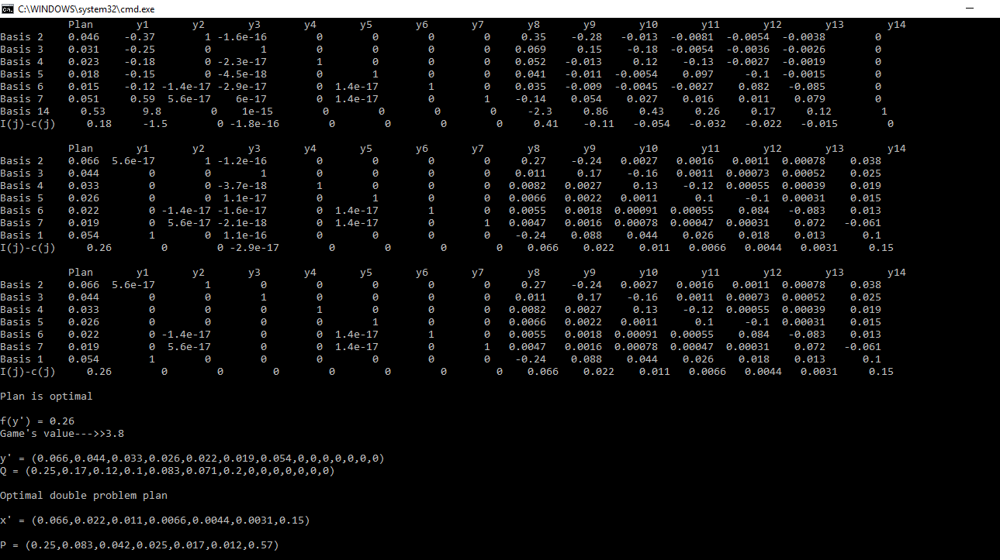 C:\WINDOWS\system32\cmd.exe
Plan y1 y2 y3 y4 y5 y6 y7 y8 y9 y10 y11 y12 y13 y14
Basis 2 0.046 -0.37 1 -1.6e-16 0 0 0 0 0.35 -0.28 -0.013 -0.0081 -0.0054 -0.0038 0
Basis 3 0.031 -0.25 0 1 0 0 0 0 0.069 0.15 -0.18 -0.0054 -0.0036 -0.0026 0
Basis 4 0.023 -0.18 0 -2.3e-17 1 0 0 0 0.052 -0.013 0.12 -0.13 -0.0027 -0.0019 0
Basis 5 0.018 -0.15 0 -4.5e-18 0 1 0 0 0.041 -0.011 -0.0054 0.097 -0.1 -0.0015 0
Basis 6 0.015 -0.12 -1.4e-17 -2.9e-17 0 1.4e-17 1 0 0.035 -0.009 -0.0045 -0.0027 0.082 -0.085 0
Basis 7 0.051 0.59 5.6e-17 6e-17 0 1.4e-17 0 1 -0.14 0.054 0.027 0.016 0.011 0.079 0
Basis 14 0.53 9.8 0 1e-15 0 0 0 0 -2.3 0.86 0.43 0.26 0.17 0.12 1
I(j)-c(j) 0.18 -1.5 0 -1.8e-16 0 0 0 0 0.41 -0.11 -0.054 -0.032 -0.022 -0.015 0
Plan y1 y2 y3 y4 y5 y6 y7 y8 y9 y10 y11 y12 y13 y14
Basis 2 0.066 5.6e-17 1 -1.2e-16 0 0 0 0 0.27 -0.24 0.0027 0.0016 0.0011 0.00078 0.038
Basis 3 0.044 0 0 1 0 0 0 0 0.011 0.17 -0.16 0.0011 0.00073 0.00052 0.025
Basis 4 0.033 0 0 -3.7e-18 1 0 0 0 0.0082 0.0027 0.13 -0.12 0.00055 0.00039 0.019
Basis 5 0.026 0 0 1.1e-17 0 1 0 0 0.0066 0.0022 0.0011 0.1 -0.1 0.00031 0.015
Basis 6 0.022 0 -1.4e-17 -1.6e-17 0 1.4e-17 1 0 0.0055 0.0018 0.00091 0.00055 0.084 -0.083 0.013
Basis 7 0.019 0 5.6e-17 -2.1e-18 0 1.4e-17 0 1 0.0047 0.0016 0.00078 0.00047 0.00031 0.072 -0.061
Basis 1 0.054 1 0 1.1e-16 0 0 0 0 -0.24 0.088 0.044 0.026 0.018 0.013 0.1
I(j)-c(j) 0.26 0 0 -2.9e-17 0 0 0 0 0.066 0.022 0.011 0.0066 0.0044 0.0031 0.15
Plan y1 y2 y3 y4 y5 y6 y7 y8 y9 y10 y11 y12 y13 y14
Basis 2 0.066 5.6e-17 1 0 0 0 0 0 0.27 -0.24 0.0027 0.0016 0.0011 0.00078 0.038
Basis 3 0.044 0 0 1 0 0 0 0 0.011 0.17 -0.16 0.0011 0.00073 0.00052 0.025
Basis 4 0.033 0 0 0 1 0 0 0 0.0082 0.0027 0.13 -0.12 0.00055 0.00039 0.019
Basis 5 0.026 0 0 0 0 1 0 0 0.0066 0.0022 0.0011 0.1 -0.1 0.00031 0.015
Basis 6 0.022 0 -1.4e-17 0 0 1.4e-17 1 0 0.0055 0.0018 0.00091 0.00055 0.084 -0.083 0.013
Basis 7 0.019 0 5.6e-17 0 0 1.4e-17 0 1 0.0047 0.0016 0.00078 0.00047 0.00031 0.072 -0.061
Basis 1 0.054 1 0 0 0 0 0 0 -0.24 0.088 0.044 0.026 0.018 0.013 0.1
I(j)-c(j) 0.26 0 0 0 0 0 0 0 0.066 0.022 0.011 0.0066 0.0044 0.0031 0.15
Plan is optimal
f(y') = 0.26
Game's value--->>3.8
y' = (0.066,0.044,0.033,0.026,0.022,0.019,0.054,0,0,0,0,0,0,0)
Q = (0.25,0.17,0.12,0.1,0.083,0.071,0.2,0,0,0,0,0,0,0)
Optimal double problem plan
x' = (0.066,0.022,0.011,0.0066,0.0044,0.0031,0.15)
P = (0.25,0.083,0.042,0.025,0.017,0.012,0.57)